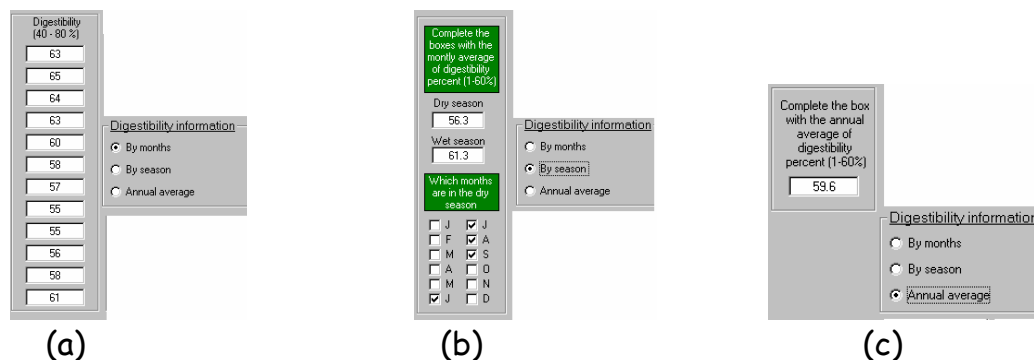 Digestibility
(40 - 80 %)
63
65
64
63
60
58
57
55
55
56
58
61
Digestibility information
By months
By season
Annual average
(a)
Complete the
boxes with the
montly average
of digestibility
percent (1-60%)
Dry season
56.3
Wet season
61.3
Which months
are in the dry
season
J J
F A
M S
A O
M N
J D
Digestibility information
By months
By season
Annual average
(b)
Complete the box
with the annual
average of
digestibility
percent (1-60%)
59.6
Digestibility information
By months
By season
Annual average
(c)